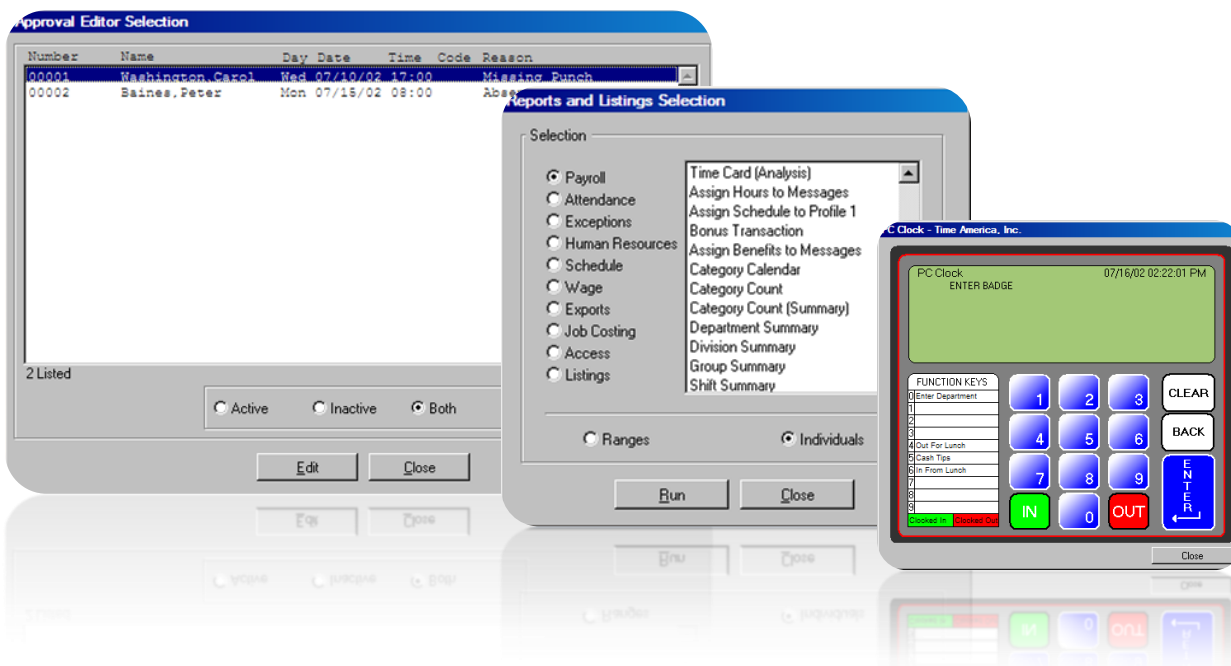 Approval Editor Selection
Number Name Day Date Time Code Reason
00001 Washington,Carol Wed 07/10/02 17:00 Missing Punch
00002 Baines,Peter Mon 07/15/02 08:00
2 Listed
Active Inactive Both
Edit Close
Reports and Listings Selection
Selection
Payroll
Attendance
Exceptions
Human Resources
Schedule
Wage
Exports
Job Costing
Access
Listings
Time Card (Analysis)
Assign Hours to Messages
Assign Schedule to Profile 1
Bonus Transaction
Assign Benefits to Messages
Category Calendar
Category Count
Category Count (Summary)
Department Summary
Division Summary
Group Summary
Shift Summary
Ranges Individuals
Run Close
PC Clock - Time America, Inc.
PC Clock 07/16/02 02:22:01 PM
ENTER BADGE
FUNCTION KEYS
0 Enter Department
1
2
3
4 Out For Lunch
5 Cash Tips
6 In From Lunch
7
8
9
Clocked In Clocked Out
1 2 3 CLEAR
4 5 6 BACK
7 8 9 ENTER
IN 0 OUT
Close